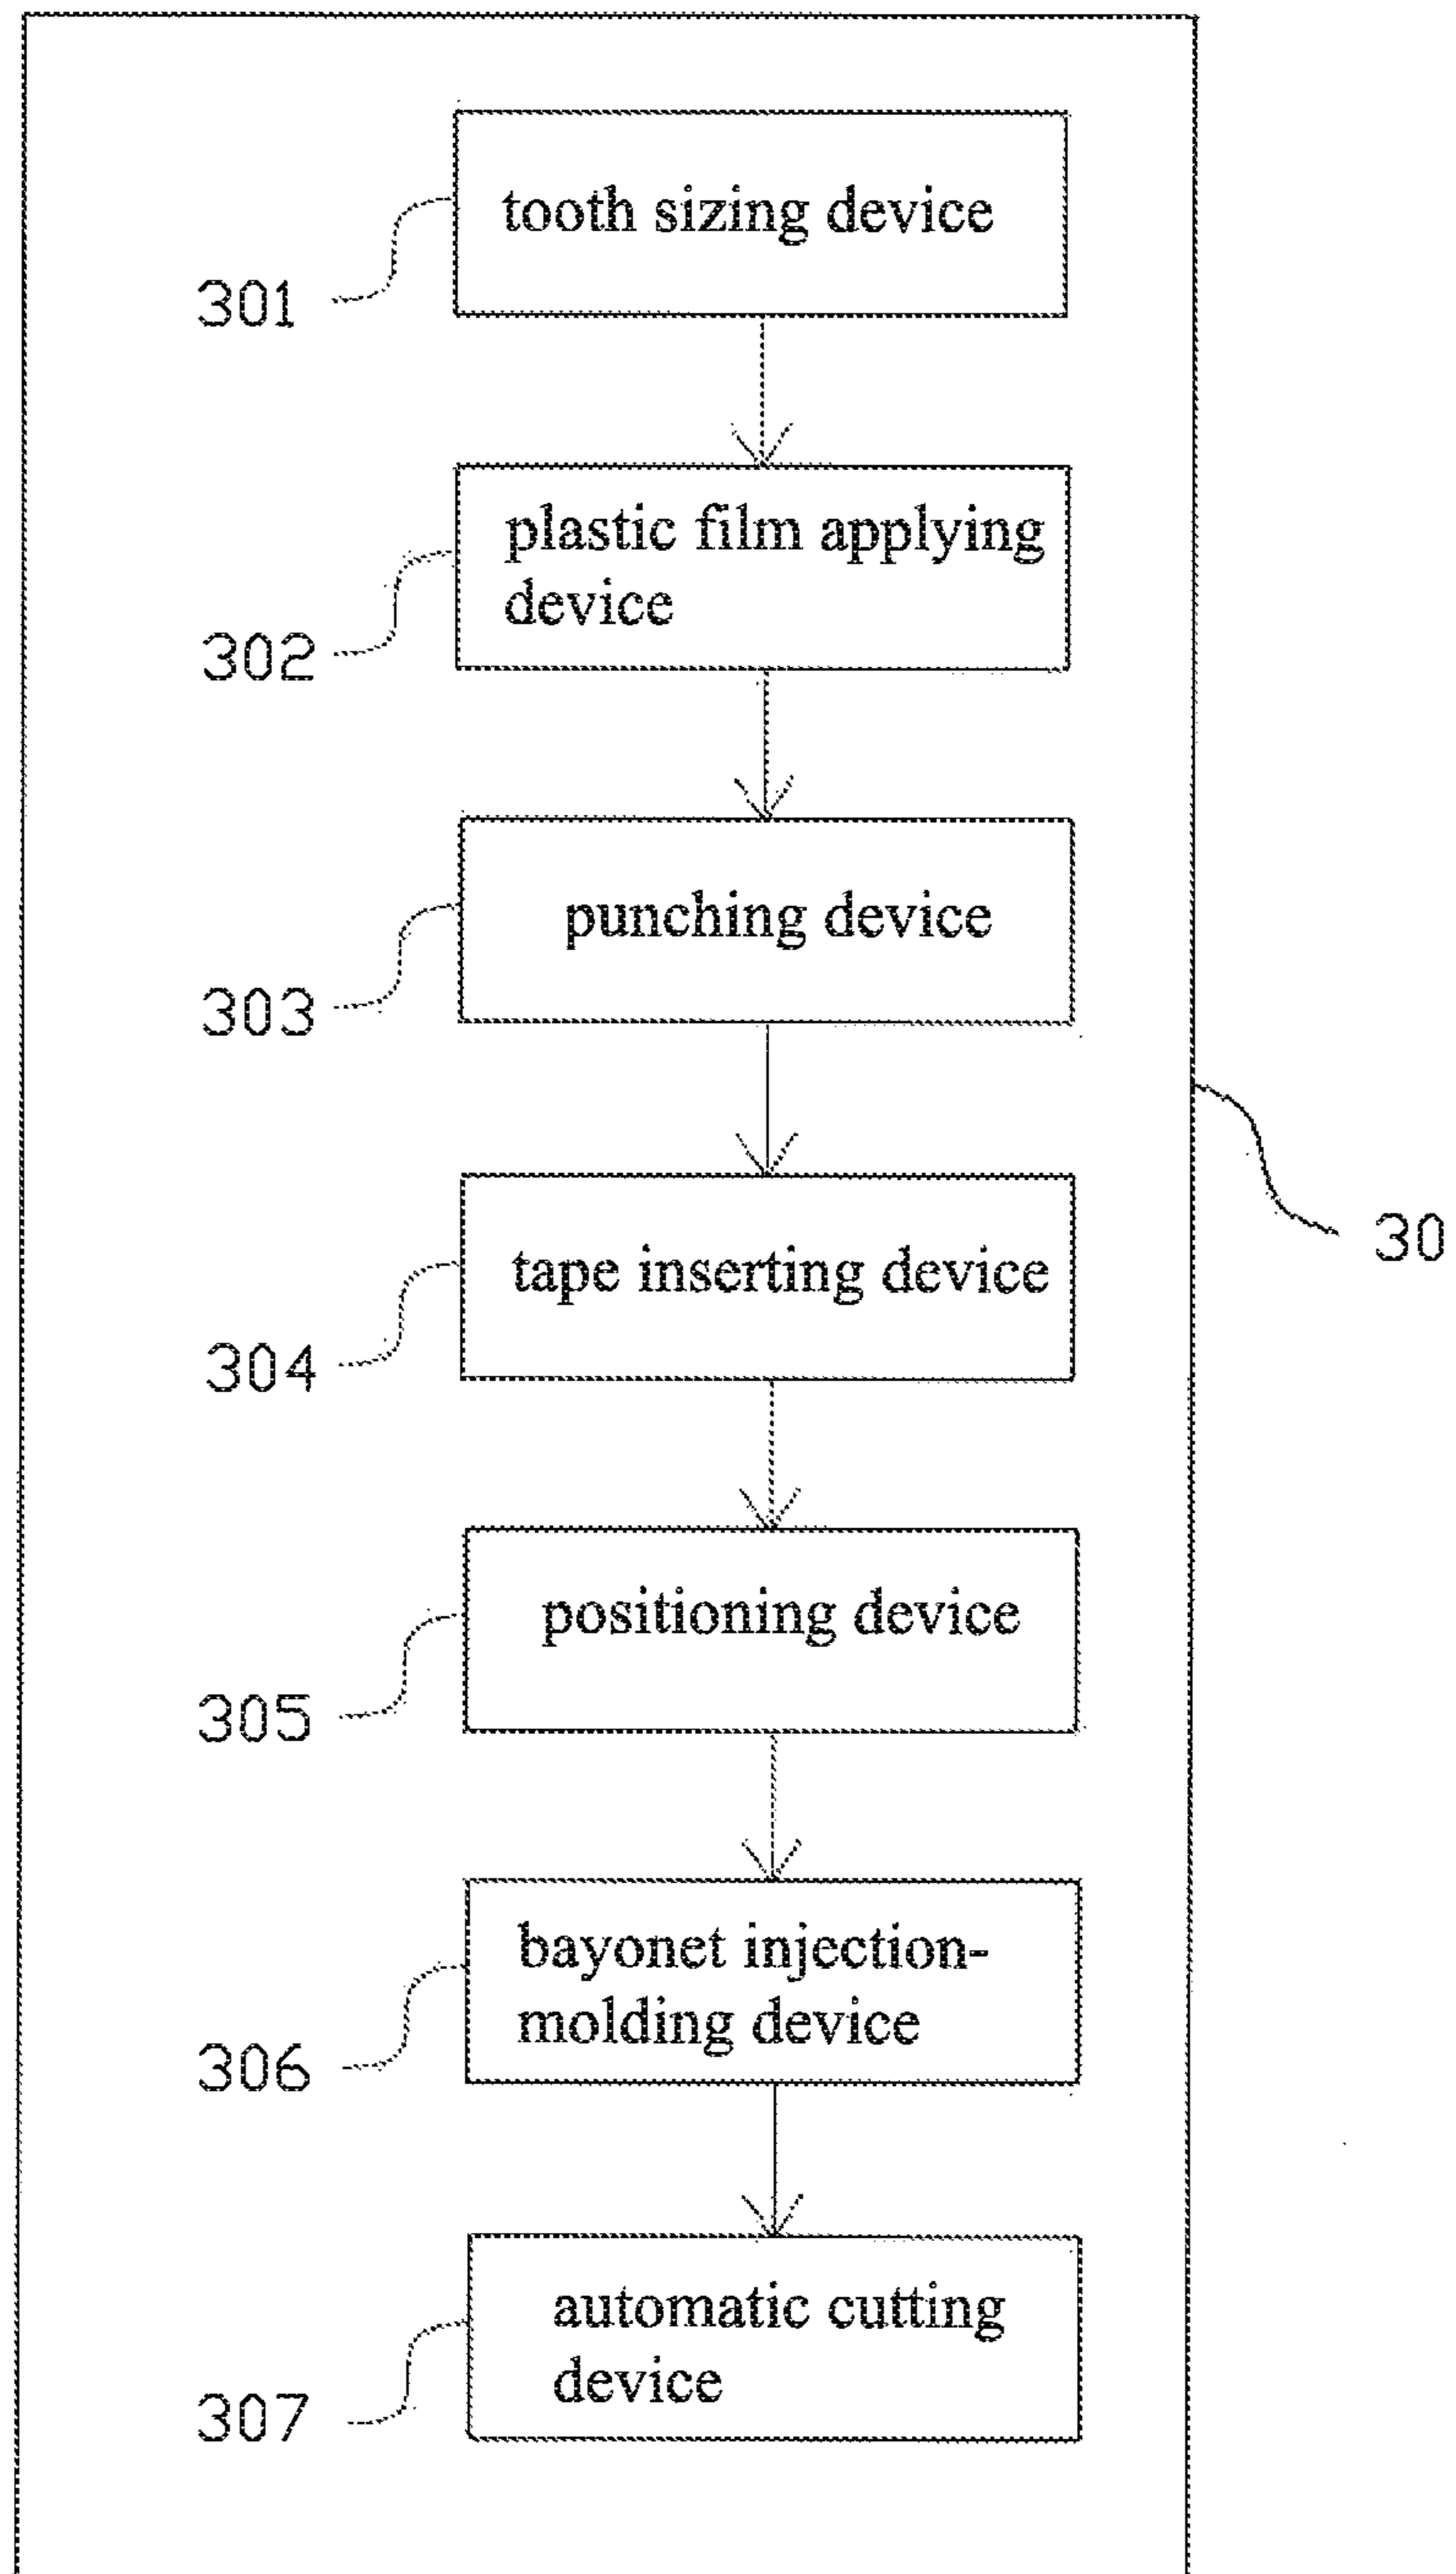 tooth sizing device
301
plastic film applying
device
302
punching device
303
tape inserting device
30
304
positioning device
305
bayonet injection-
molding device
306
automatic cutting
device
307